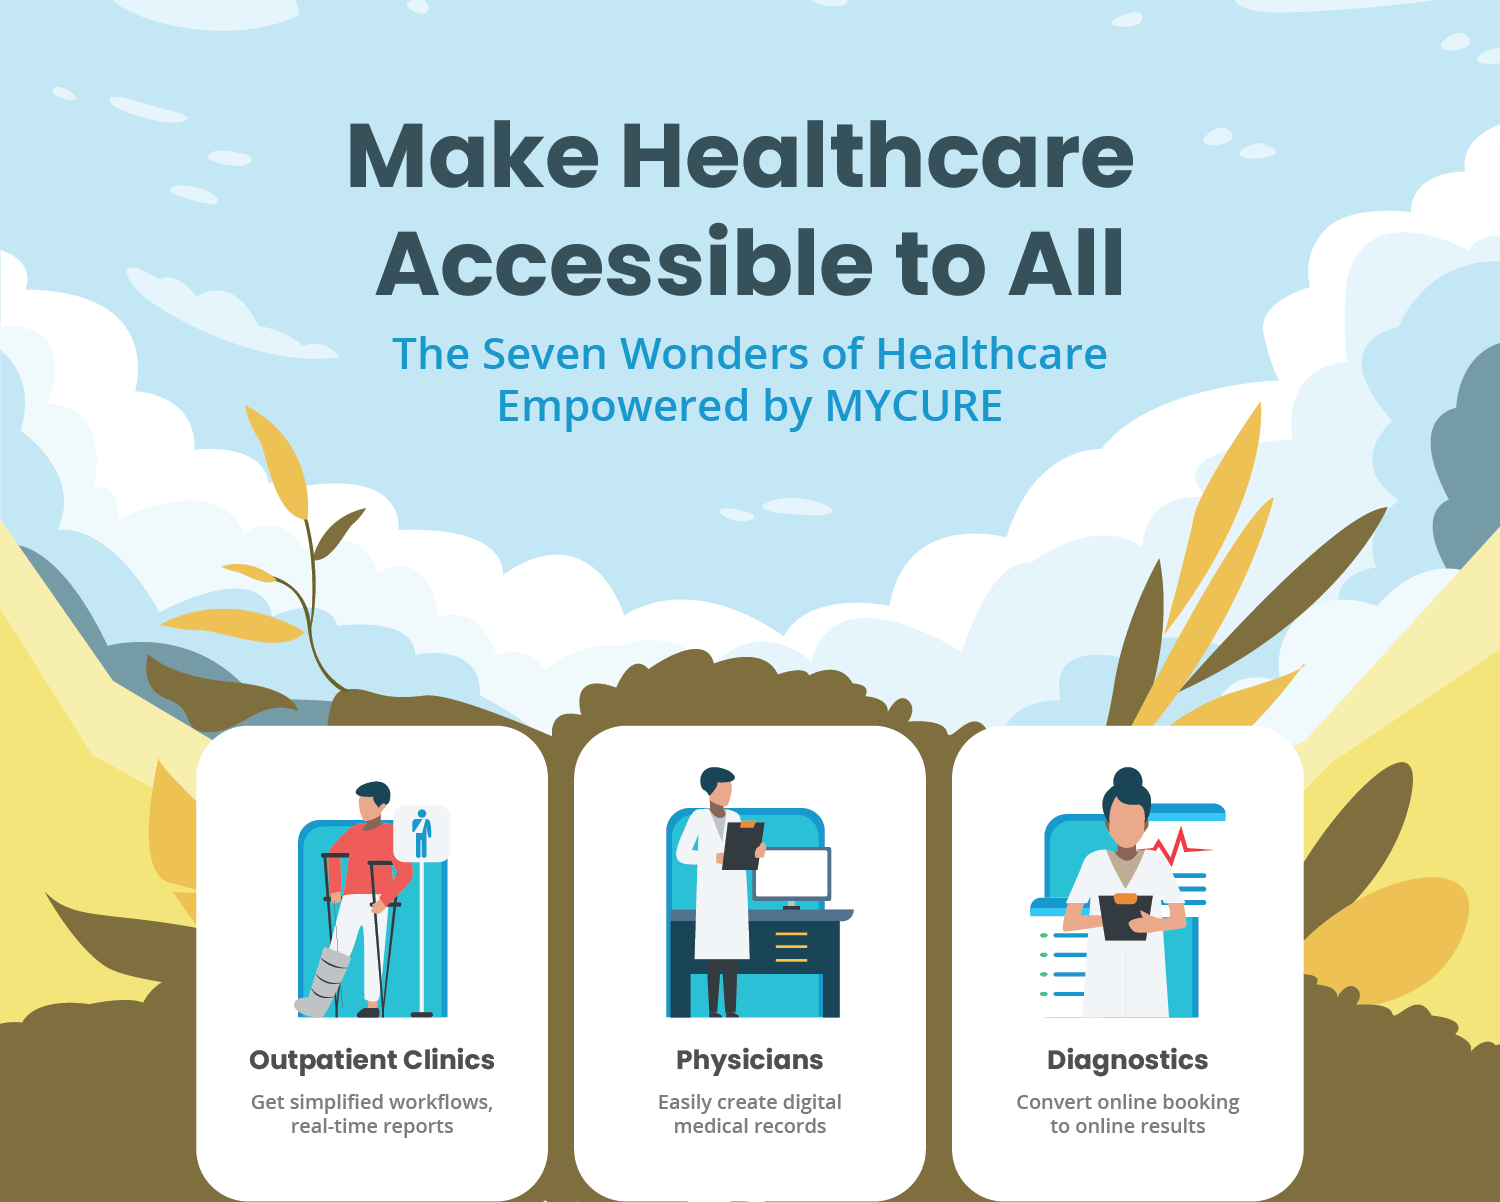 Make Healthcare
Accessible to All
The Seven Wonders of Healthcare
Empowered by MYCURE
Outpatient Clinics
Get simplified workflows,
real-time reports
Physicians
Easily create digital
medical records
Diagnostics
Convert online booking
to online results